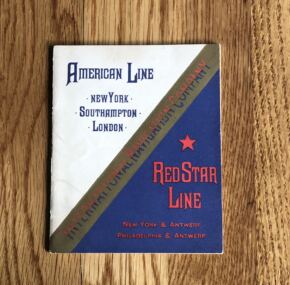 AMERICAN LINE
· NEW YORK ·
· SOUTHAMPTON ·
· LONDON ·
INTERNATIONAL NAVIGATION COMPANY
RED STAR
LINE
NEW YORK & ANTWERP
PHILADELPHIA & ANTWERP